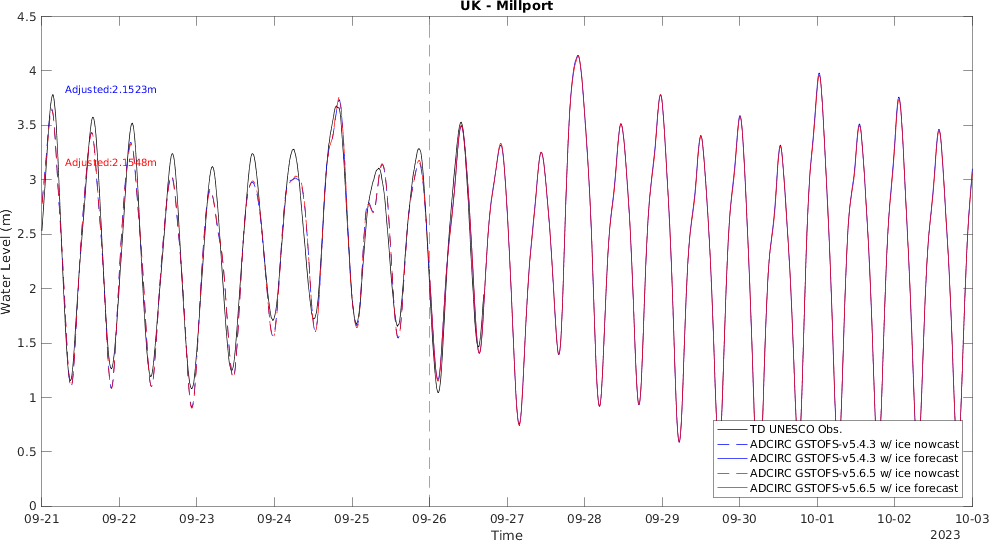 UK - Millport
4.5
4
3.5
3
2.5
2
1.5
1
0.5
0
Water Level (m)
Adjusted:2.1523m
Adjusted:2.1548m
TD UNESCO Obs.
ADCIRC GSTOFS-v5.4.3 w/ ice nowcast
ADCIRC GSTOFS-v5.4.3 w/ ice forecast
ADCIRC GSTOFS-v5.6.5 w/ ice nowcast
ADCIRC GSTOFS-v5.6.5 w/ ice forecast
09-21 09-22 09-23 09-24 09-25 09-26 09-27 09-28 09-29 09-30 10-01 10-02 10-03
Time
2023